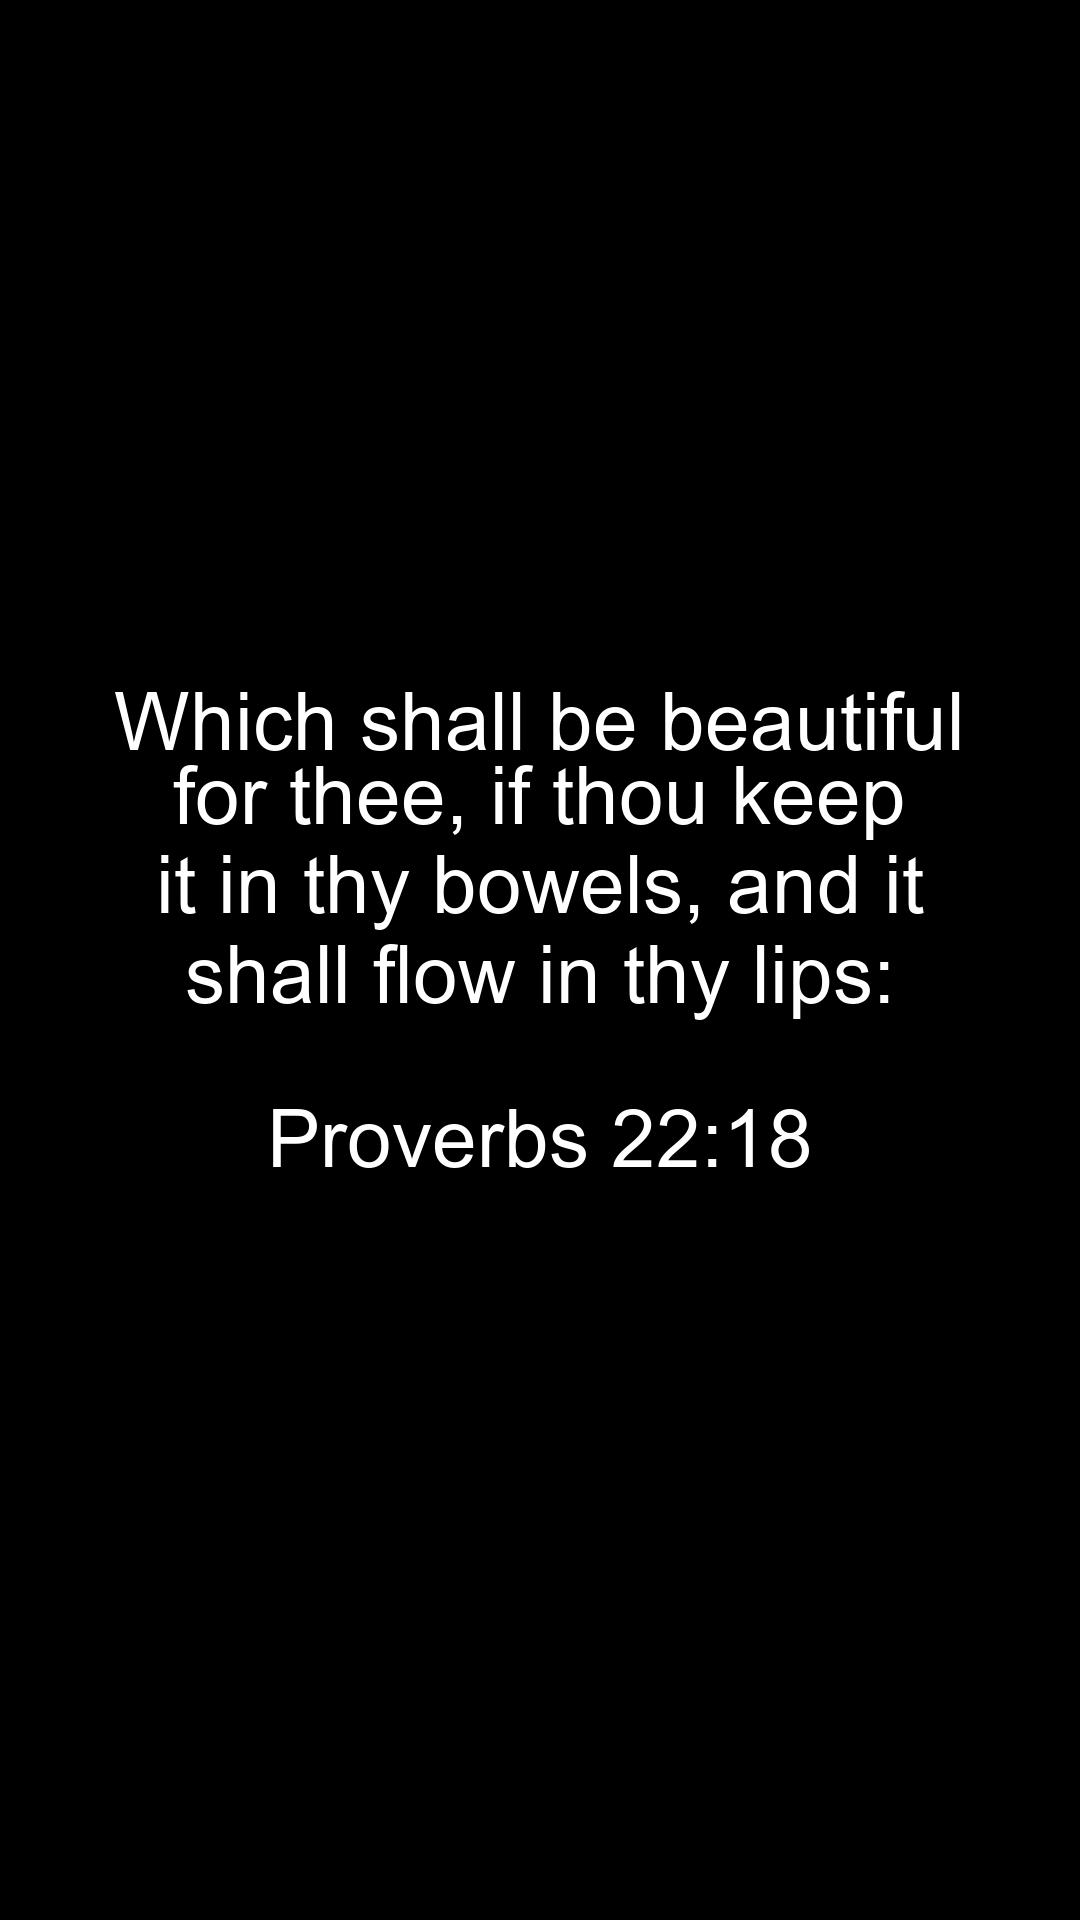 Which shall be beautiful
for thee, if thou keep
it in thy bowels, and it
shall flow in thy lips:
Proverbs 22:18